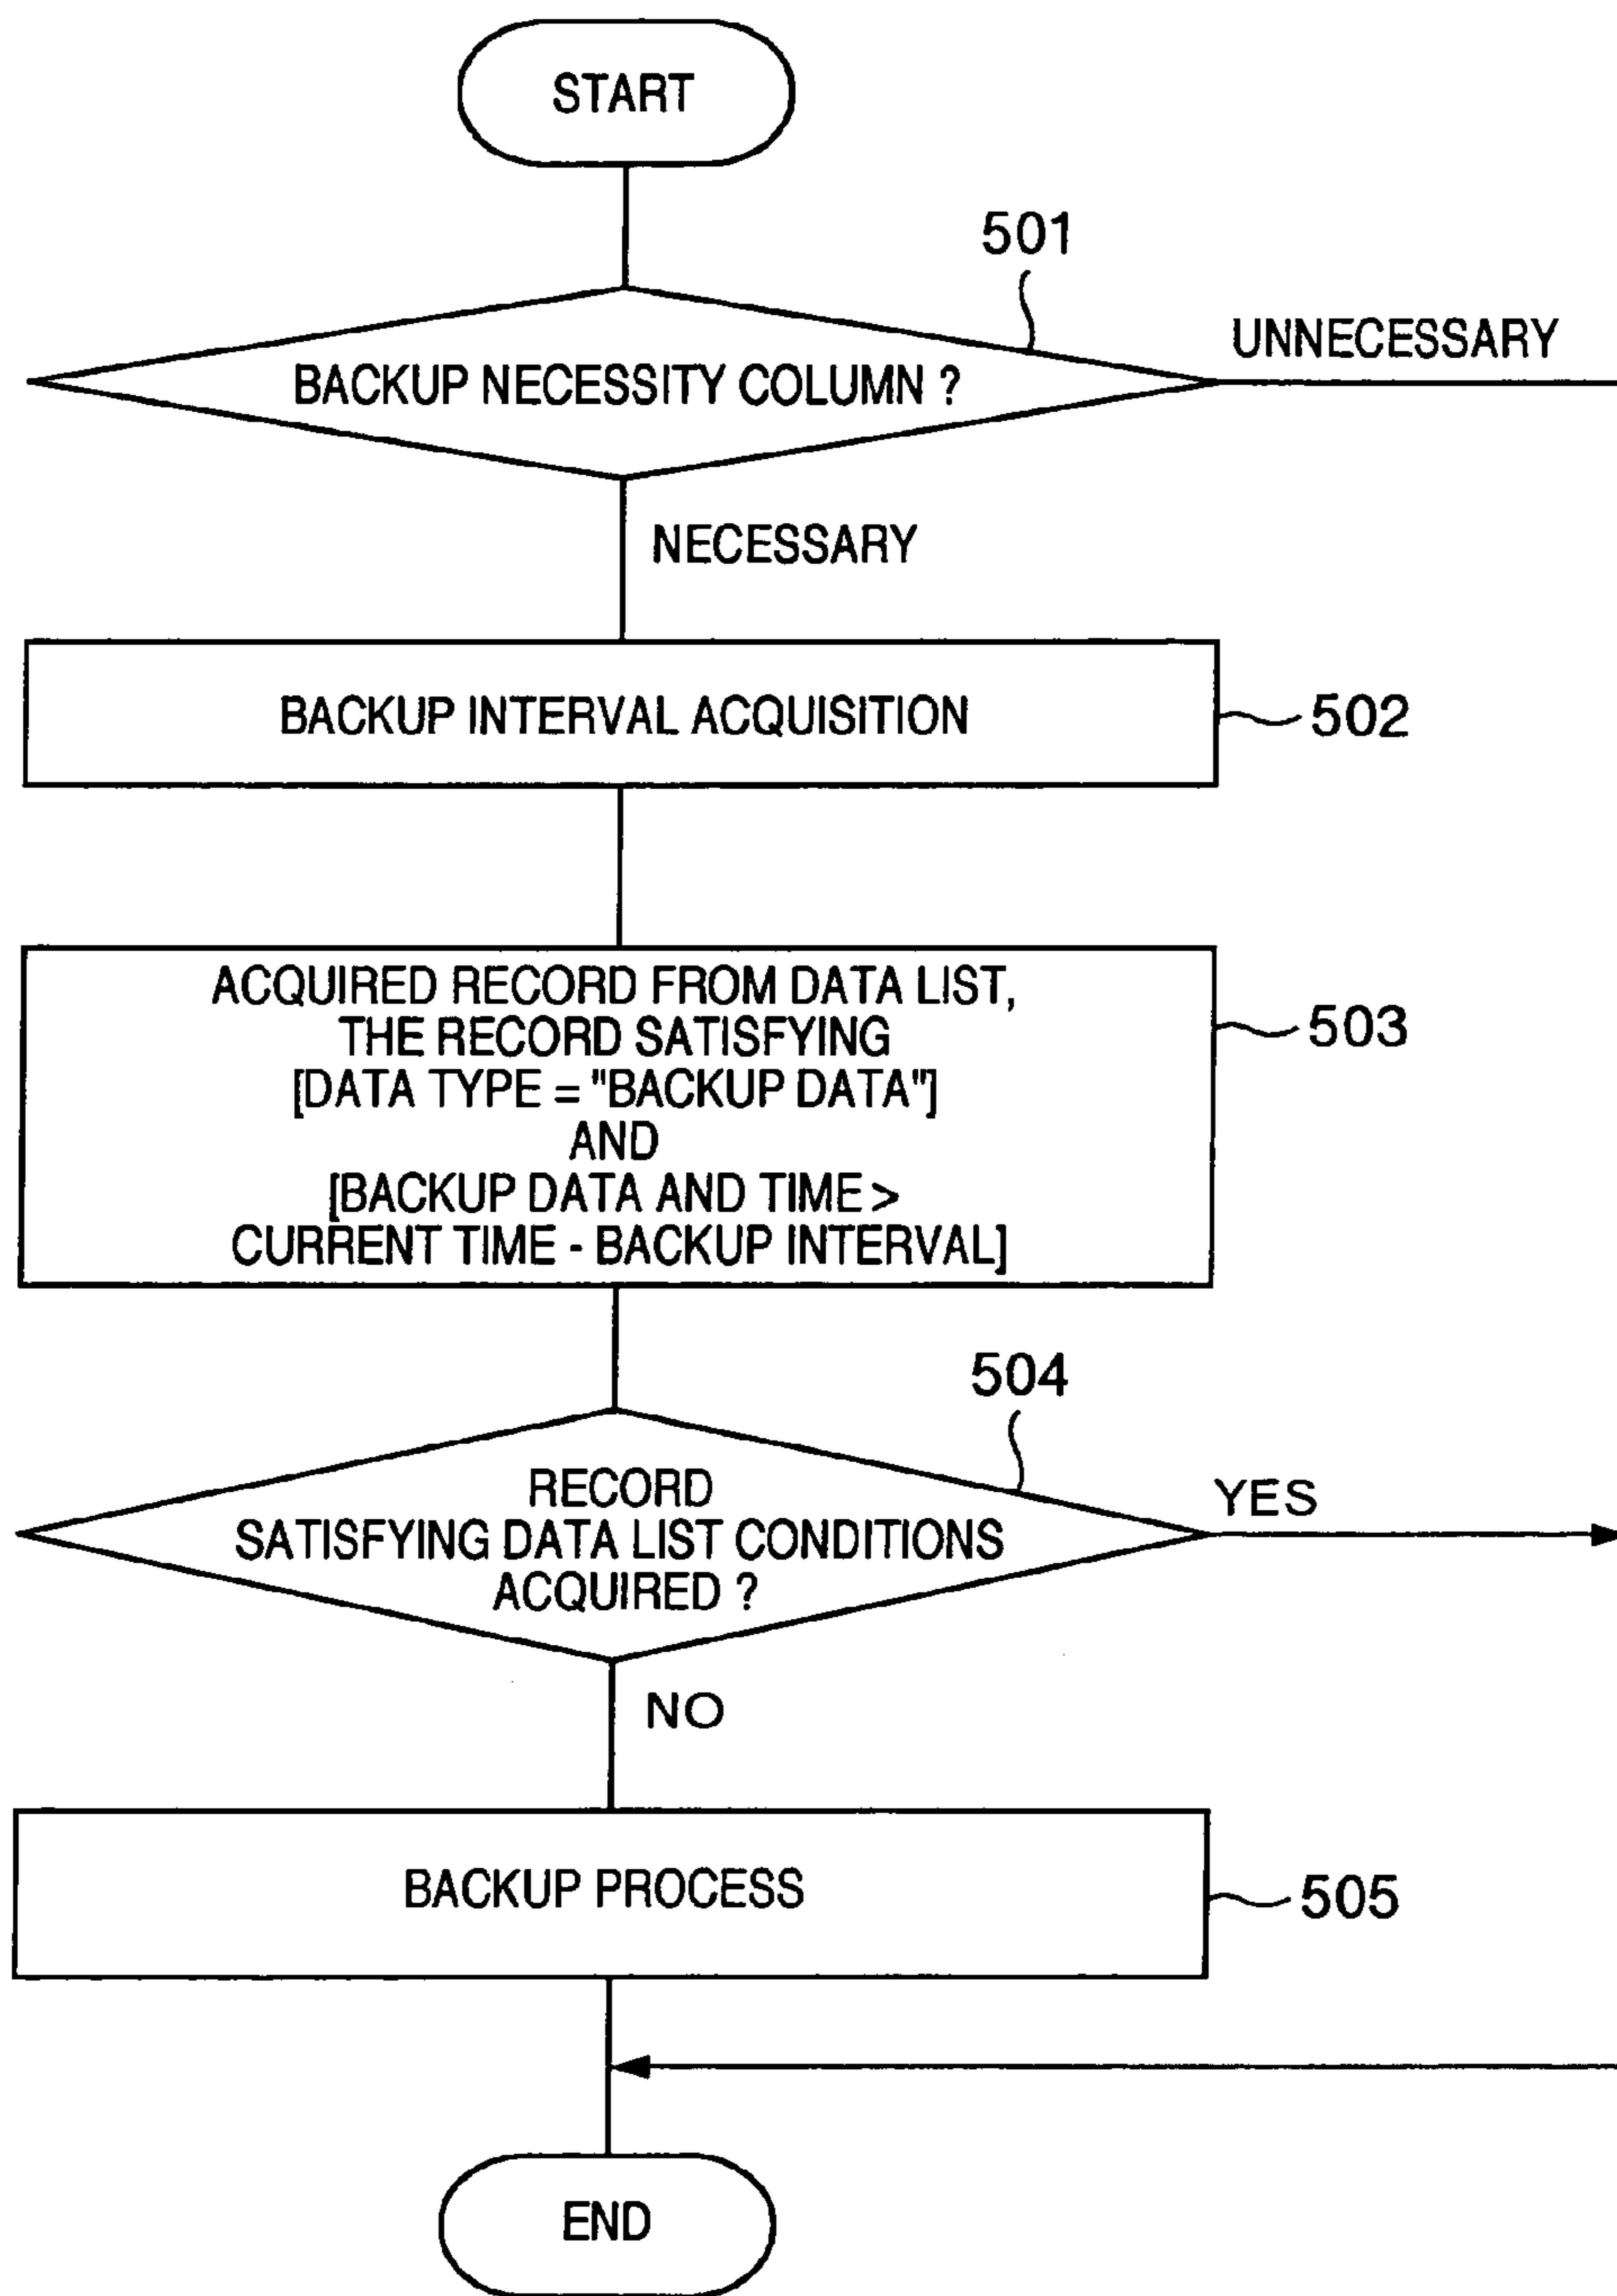 START
501
UNNECESSARY
BACKUP NECESSITY COLUMN ?
NECESSARY
BACKUP INTERVAL ACQUISITION
502
ACQUIRED RECORD FROM DATA LIST,
THE RECORD SATISFYING
[DATA TYPE = "BACKUP DATA"]
AND
[BACKUP DATA AND TIME >
CURRENT TIME - BACKUP INTERVAL]
503
504
RECORD
SATISFYING DATA LIST CONDITIONS
ACQUIRED ?
YES
NO
BACKUP PROCESS
505
END